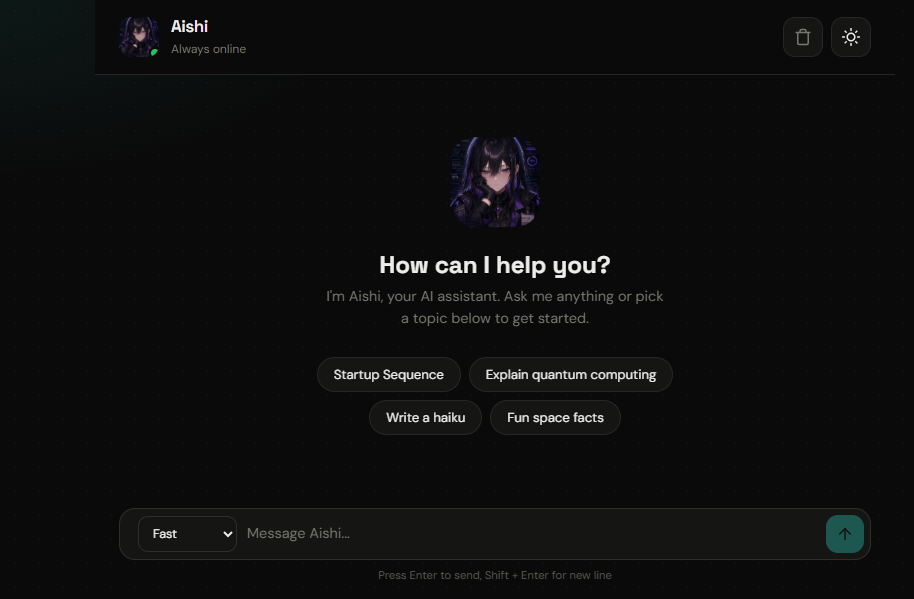 Aishi
Always online
How can I help you?
I'm Aishi, your AI assistant. Ask me anything or pick
a topic below to get started.
Startup Sequence
Explain quantum computing
Write a haiku
Fun space facts
Fast
Message Aishi...
Press Enter to send, Shift + Enter for new line